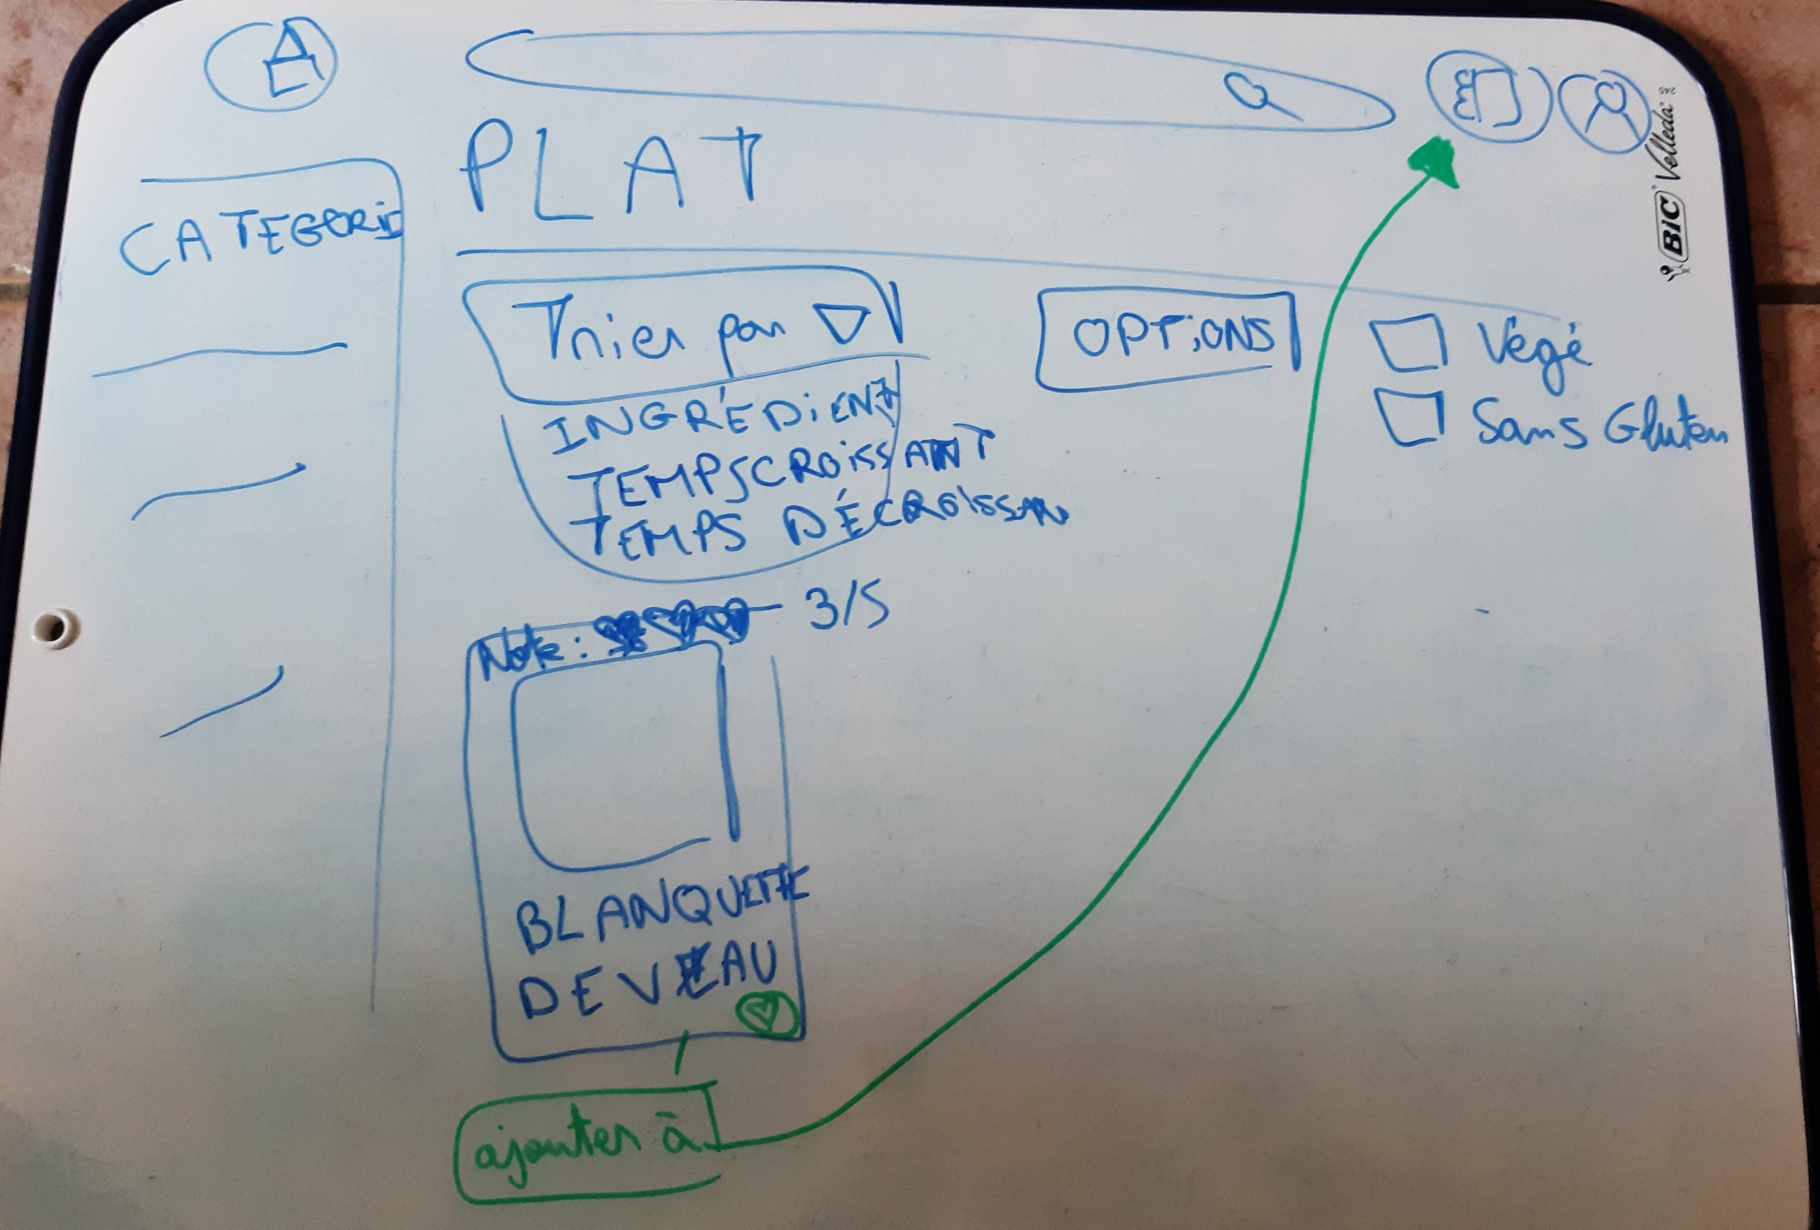 PLAT
CATEGORIE
Trier par
OPTIONS
Végé
Sans Gluten
INGRÉDIENT
TEMPS CROISSANT
TEMPS DÉCROISSAN
Note : 3/5
BLANQUETTE
DE VEAU
ajouter à
BIC Velleda